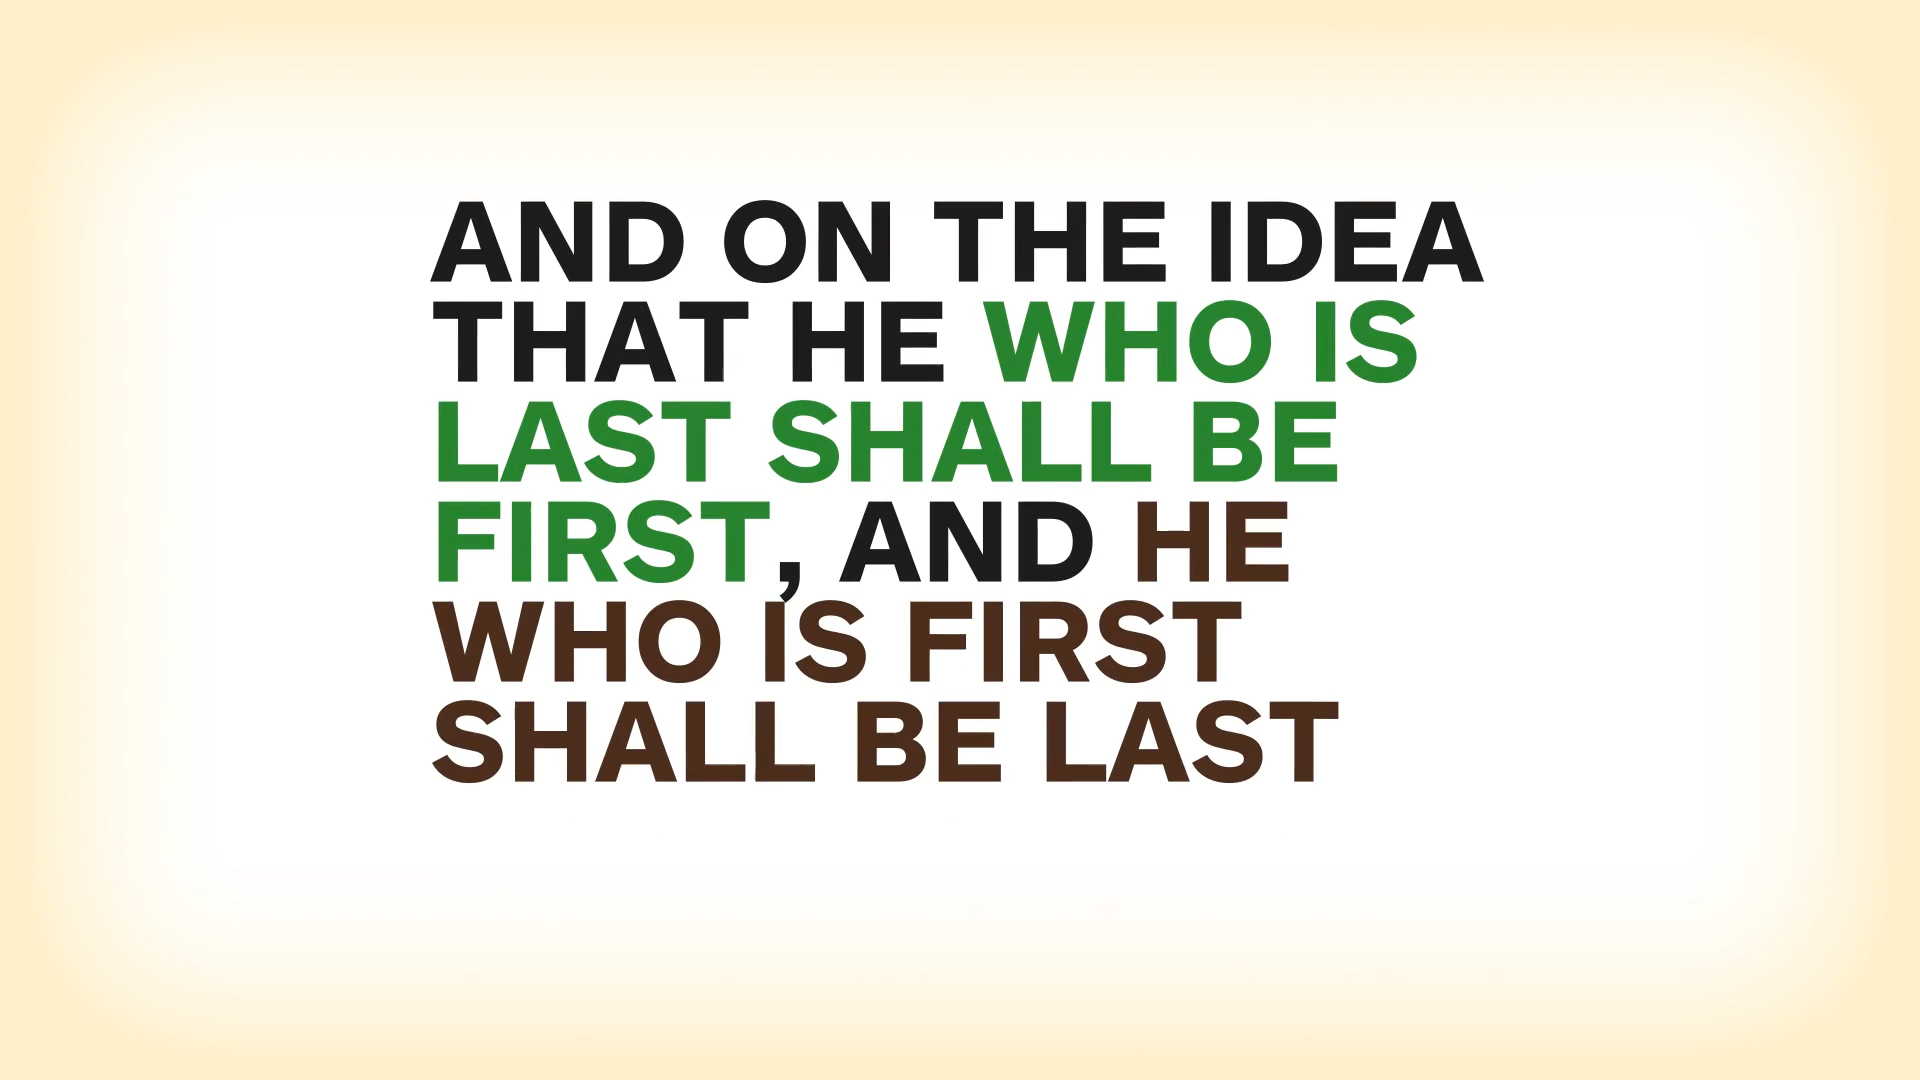 AND ON THE IDEA
THAT HE WHO IS
LAST SHALL BE
FIRST, AND HE
WHO IS FIRST
SHALL BE LAST